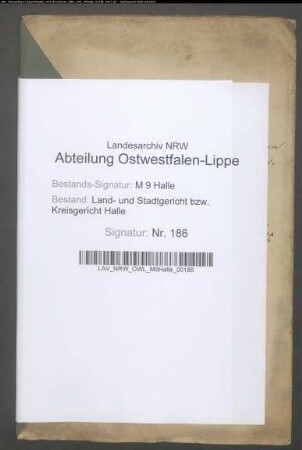 Landesarchiv NRW
Abteilung Ostwestfalen-Lippe
Bestands-Signatur: M 9 Halle
Bestand: Land- und Stadtgericht bzw.
Kreisgericht Halle
Signatur: Nr. 186
LAV_NRW_OWL_M9Halle_00186